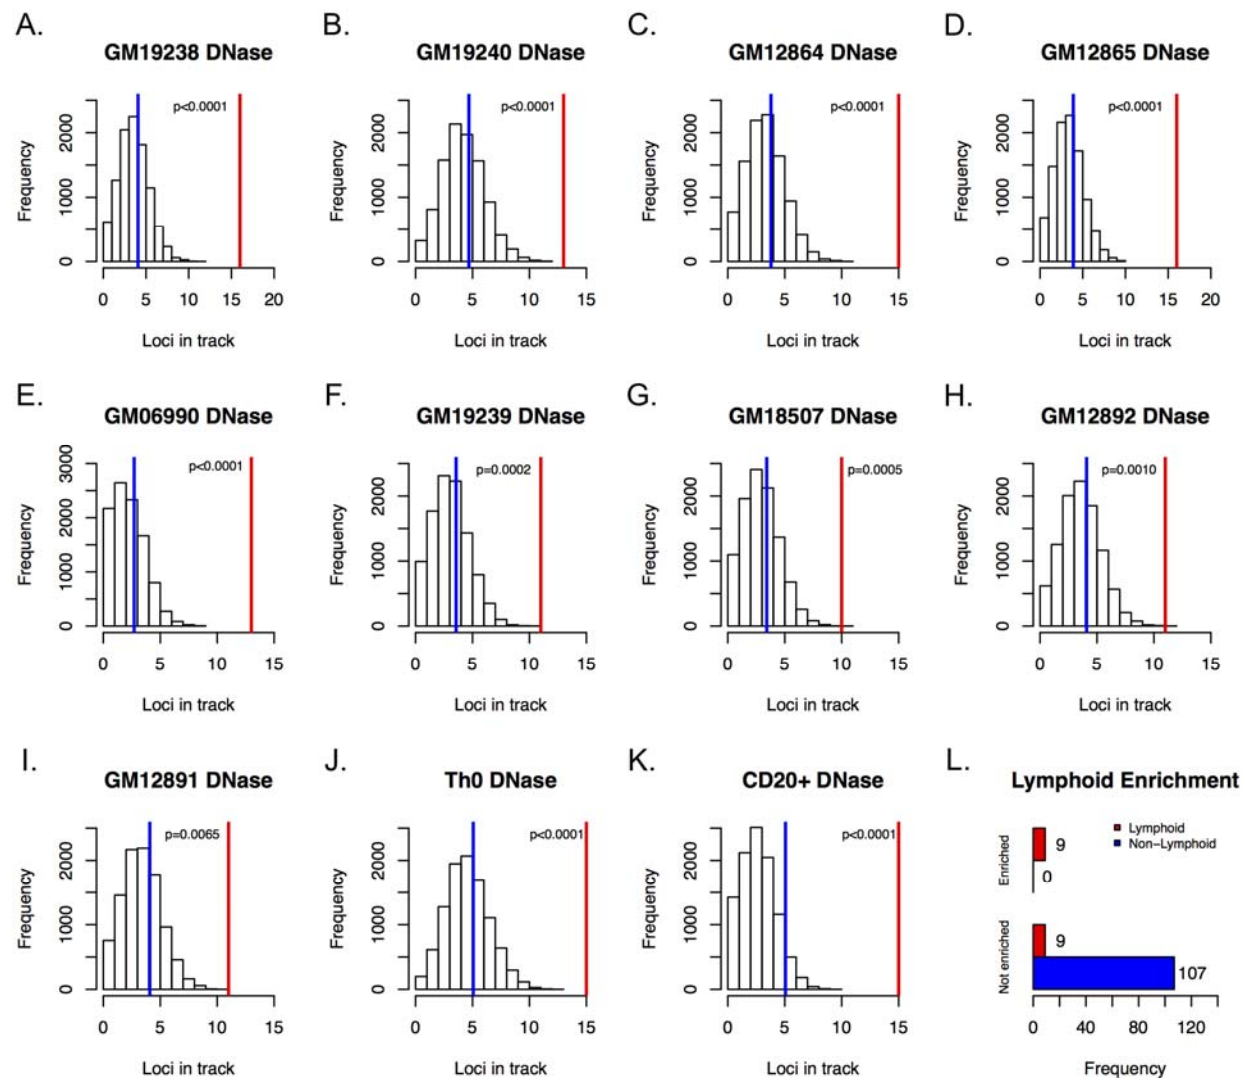 A.
GM19238 DNase
p<0.0001
Frequency
0 1000 2000
0 5 10 15 20
Loci in track
B.
GM19240 DNase
p<0.0001
Frequency
0 1000 2000
0 5 10 15
Loci in track
C.
GM12864 DNase
p<0.0001
Frequency
0 1000 2000
0 5 10 15
Loci in track
D.
GM12865 DNase
p<0.0001
Frequency
0 1000 2000
0 5 10 15 20
Loci in track
E.
GM06990 DNase
p<0.0001
Frequency
0 1000 2000 3000
0 5 10 15
Loci in track
F.
GM19239 DNase
p=0.0002
Frequency
0 1000 2000
0 5 10 15
Loci in track
G.
GM18507 DNase
p=0.0005
Frequency
0 1000 2000
0 5 10 15
Loci in track
H.
GM12892 DNase
p=0.0010
Frequency
0 1000 2000
0 5 10 15
Loci in track
I.
GM12891 DNase
p=0.0065
Frequency
0 1000 2000
0 5 10 15
Loci in track
J.
Th0 DNase
p<0.0001
Frequency
0 1000 2000
0 5 10 15
Loci in track
K.
CD20+ DNase
p<0.0001
Frequency
0 1000 2000
0 5 10 15
Loci in track
L.
Lymphoid Enrichment
Lymphoid
Non-Lymphoid
Enriched
9
0
Not enriched
9
107
0 40 80 120
Frequency